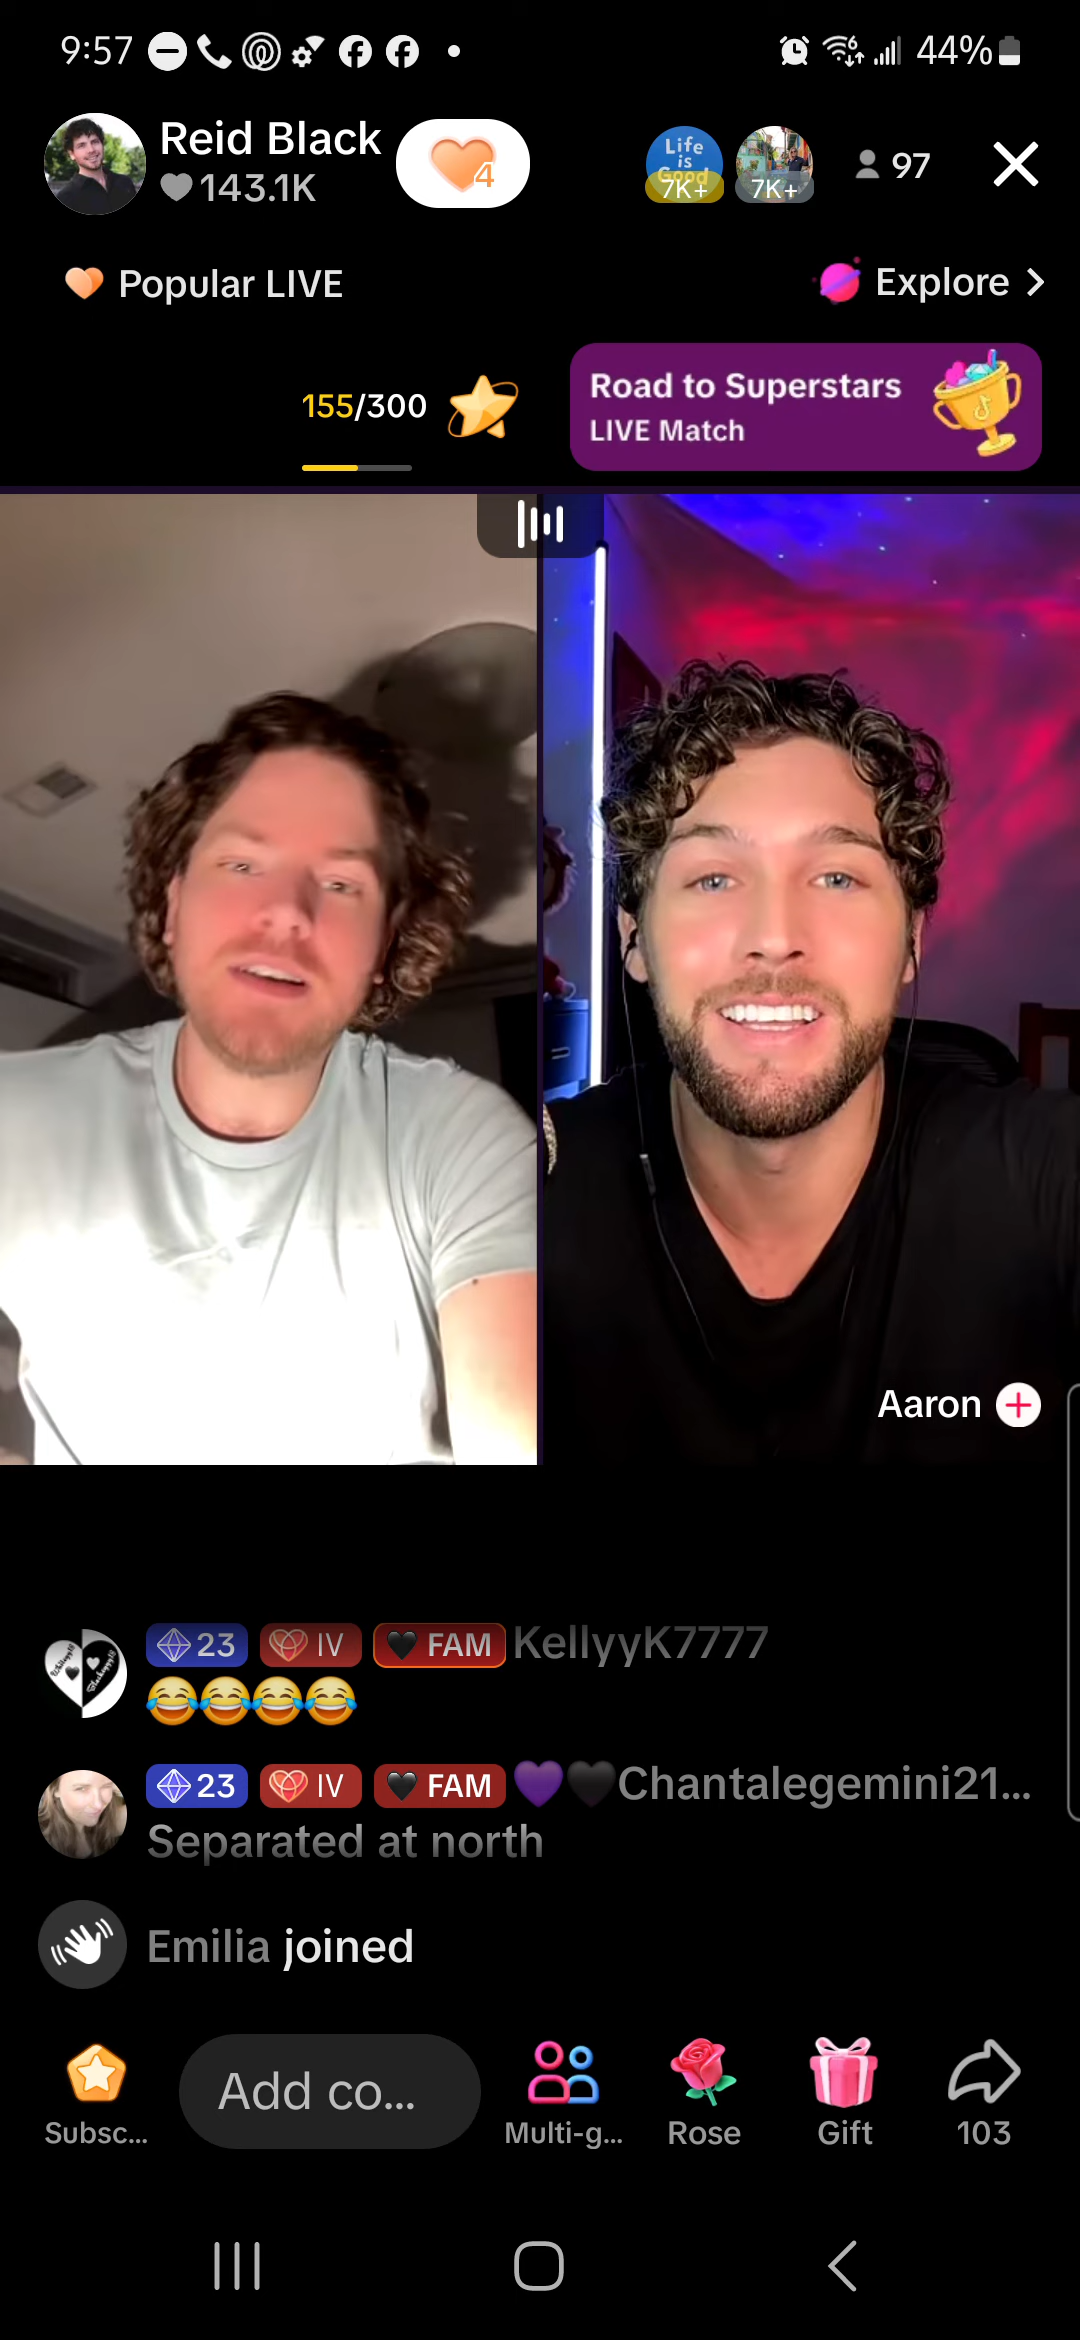 9:57
44%
Reid Black
143.1K
4
Life
is
Good
7K+
7K+
97
Popular LIVE
Explore
155/300
Road to Superstars
LIVE Match
Aaron
23 IV FAM KellyyK7777
😂😂😂😂
23 IV FAM 💜🖤Chantalegemini21...
Separated at north
Emilia joined
Add co...
Subsc...
Multi-g...
Rose
Gift
103